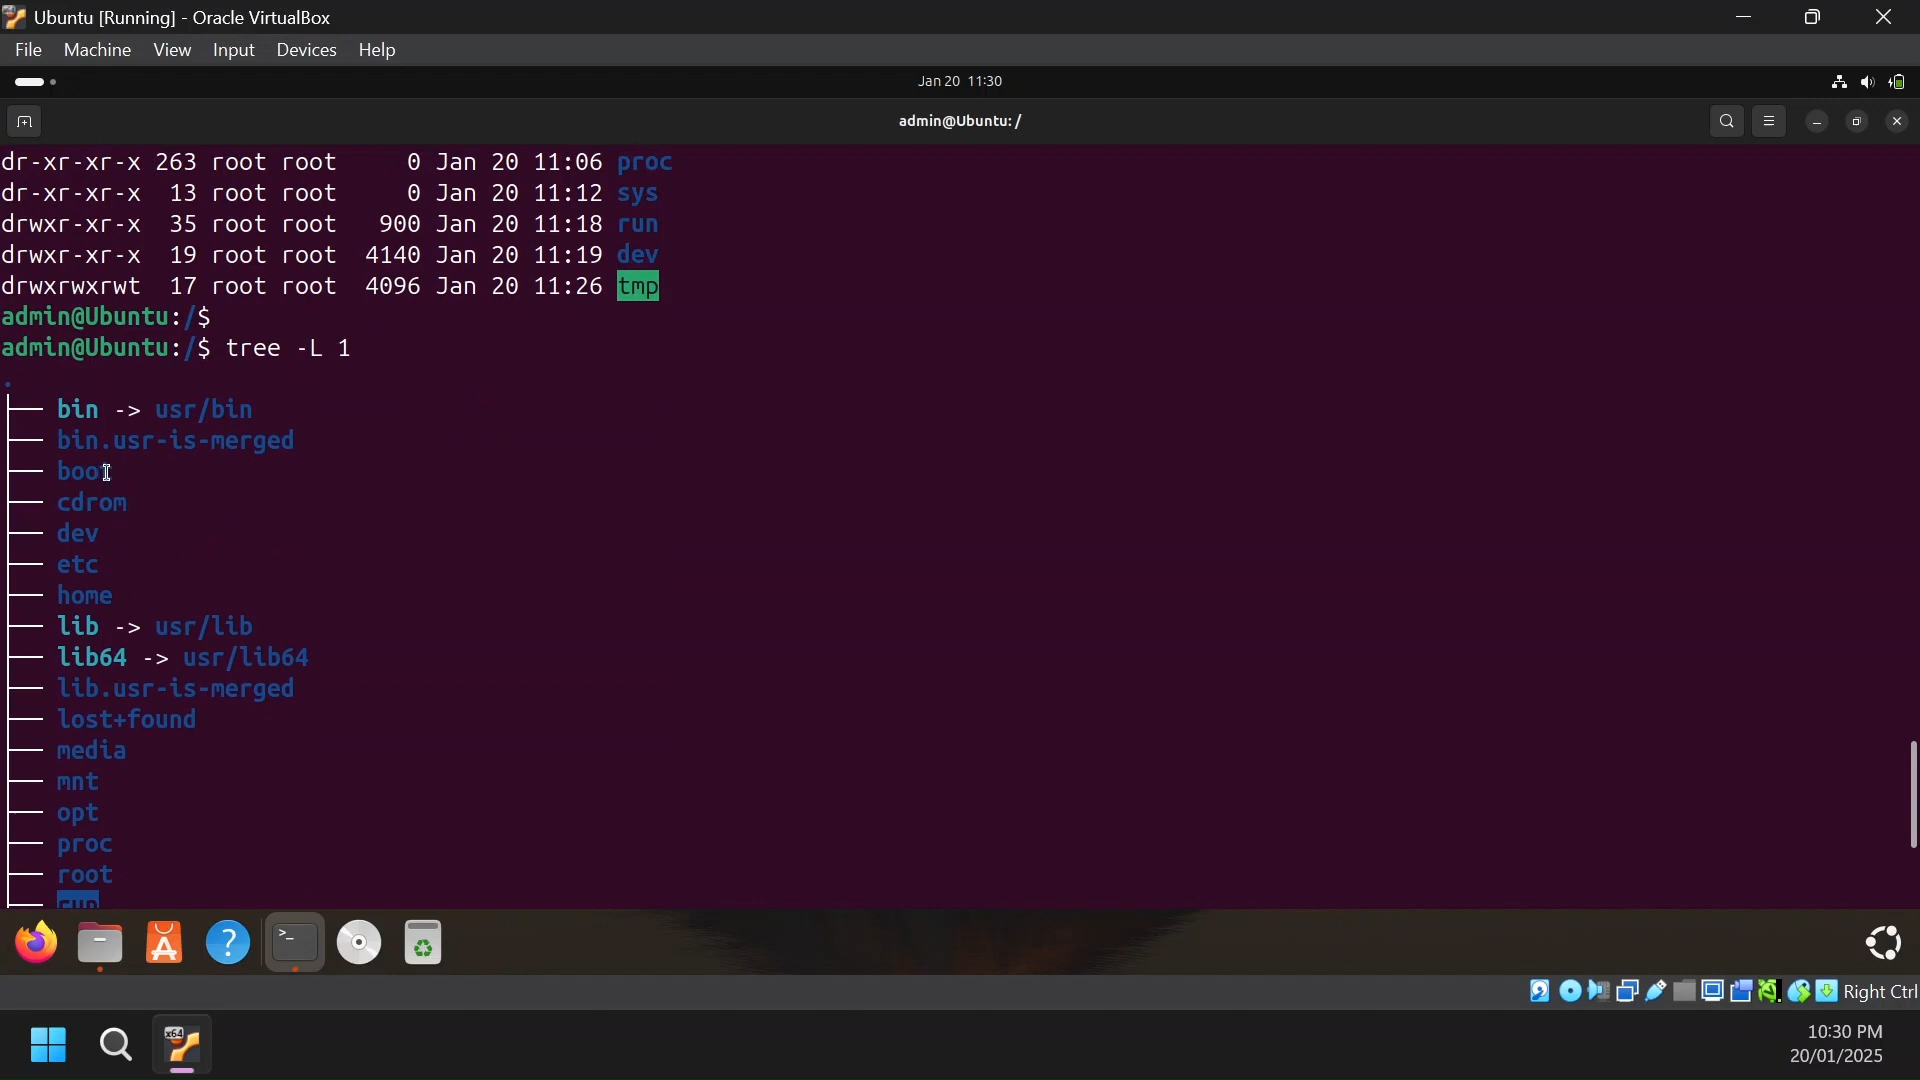 Ubuntu [Running] - Oracle VirtualBox
File Machine View Input Devices Help
Jan 20 11:30
admin@Ubuntu: /
dr-xr-xr-x 263 root root     0 Jan 20 11:06 proc
dr-xr-xr-x  13 root root     0 Jan 20 11:12 sys
drwxr-xr-x  35 root root   900 Jan 20 11:18 run
drwxr-xr-x  19 root root  4140 Jan 20 11:19 dev
drwxrwxrwt  17 root root  4096 Jan 20 11:26 tmp
admin@Ubuntu:/$
admin@Ubuntu:/$ tree -L 1
.
├── bin -> usr/bin
├── bin.usr-is-merged
├── boot
├── cdrom
├── dev
├── etc
├── home
├── lib -> usr/lib
├── lib64 -> usr/lib64
├── lib.usr-is-merged
├── lost+found
├── media
├── mnt
├── opt
├── proc
├── root
├── run
Right Ctrl
x64
10:30 PM
20/01/2025